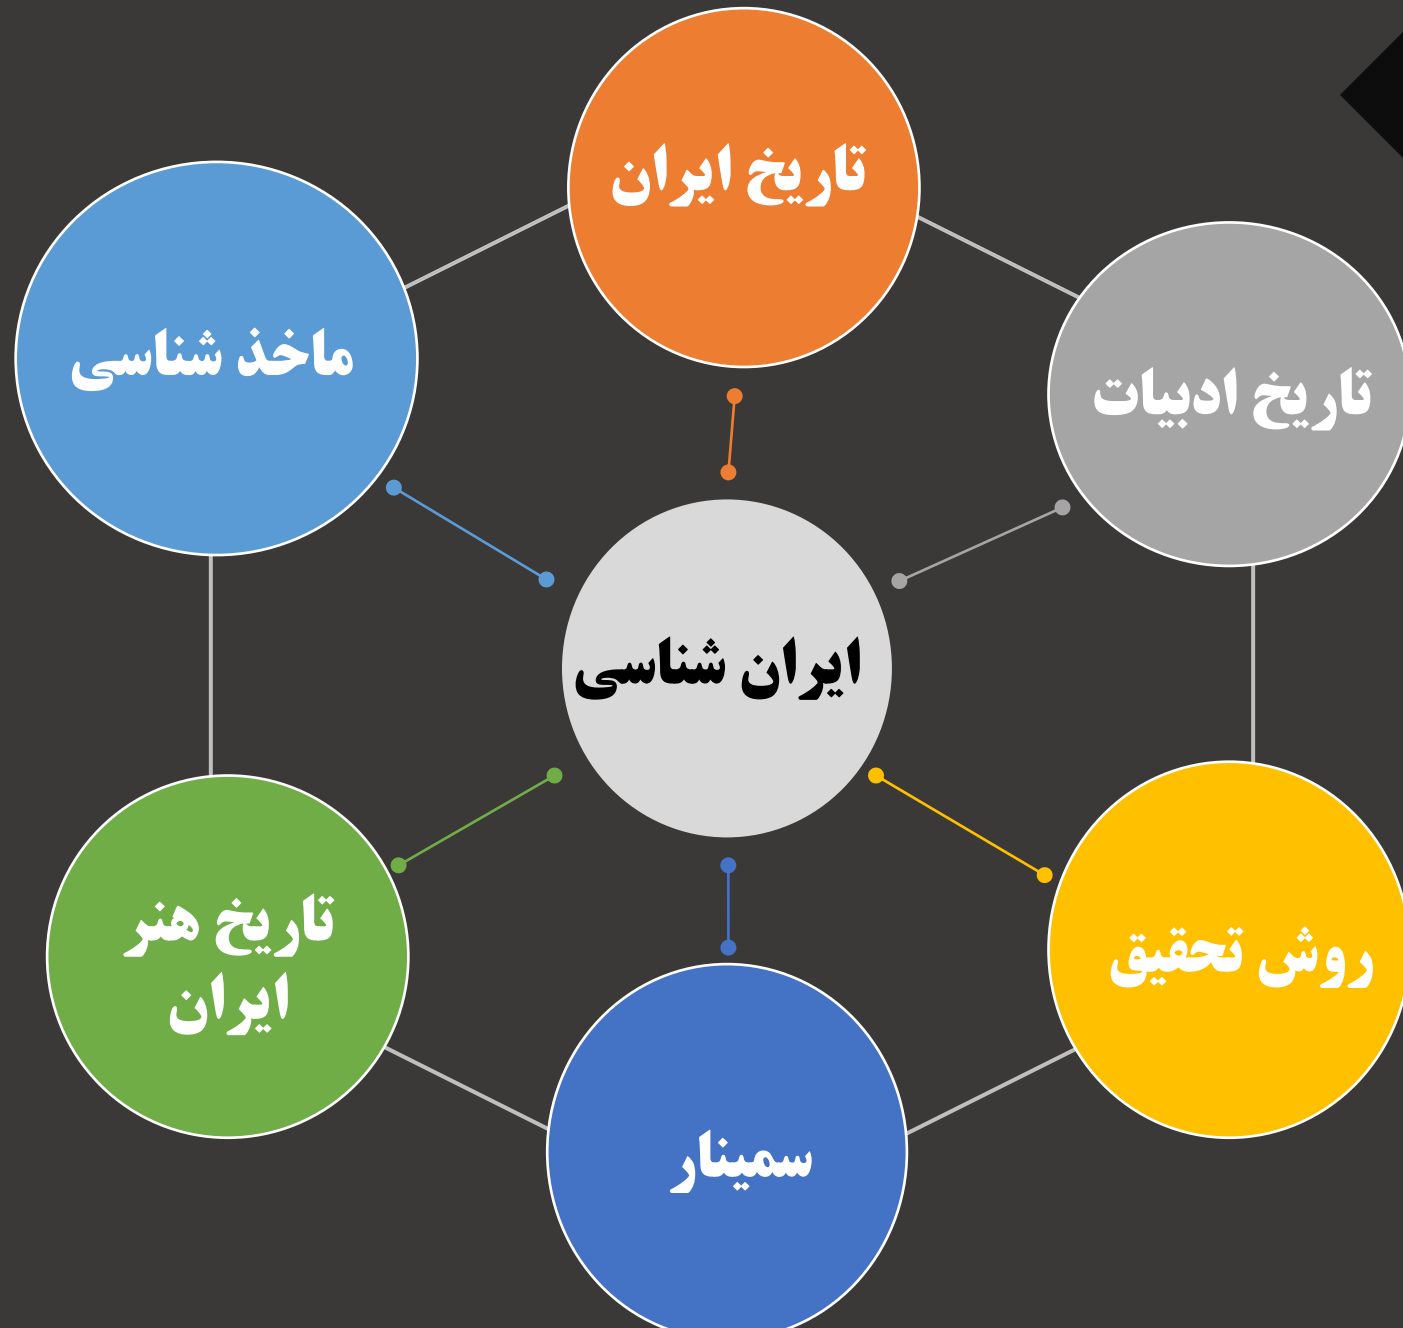 تاریخ ایران
ماخذ شناسی
تاریخ ادبیات
ایران شناسی
تاریخ هنر
ایران
روش تحقیق
سمینار